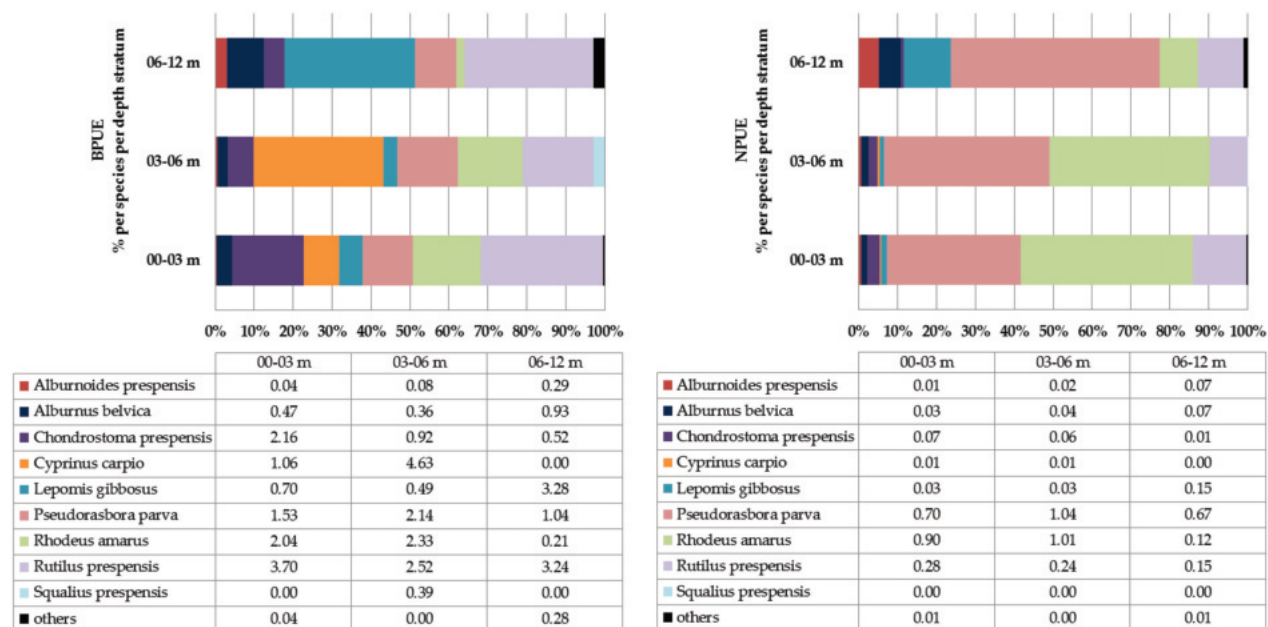 BPUE
% per species per depth stratum
06-12 m
03-06 m
00-03 m
0% 10% 20% 30% 40% 50% 60% 70% 80% 90% 100%
00-03 m 03-06 m 06-12 m
Alburnoides prespensis 0.04 0.08 0.29
Alburnus belvica 0.47 0.36 0.93
Chondrostoma prespensis 2.16 0.92 0.52
Cyprinus carpio 1.06 4.63 0.00
Lepomis gibbosus 0.70 0.49 3.28
Pseudorasbora parva 1.53 2.14 1.04
Rhodeus amarus 2.04 2.33 0.21
Rutilus prespensis 3.70 2.52 3.24
Squalius prespensis 0.00 0.39 0.00
others 0.04 0.00 0.28
NPUE
% per species per depth stratum
06-12 m
03-06 m
00-03 m
0% 10% 20% 30% 40% 50% 60% 70% 80% 90% 100%
00-03 m 03-06 m 06-12 m
Alburnoides prespensis 0.01 0.02 0.07
Alburnus belvica 0.03 0.04 0.07
Chondrostoma prespensis 0.07 0.06 0.01
Cyprinus carpio 0.01 0.01 0.00
Lepomis gibbosus 0.03 0.03 0.15
Pseudorasbora parva 0.70 1.04 0.67
Rhodeus amarus 0.90 1.01 0.12
Rutilus prespensis 0.28 0.24 0.15
Squalius prespensis 0.00 0.00 0.00
others 0.01 0.00 0.01